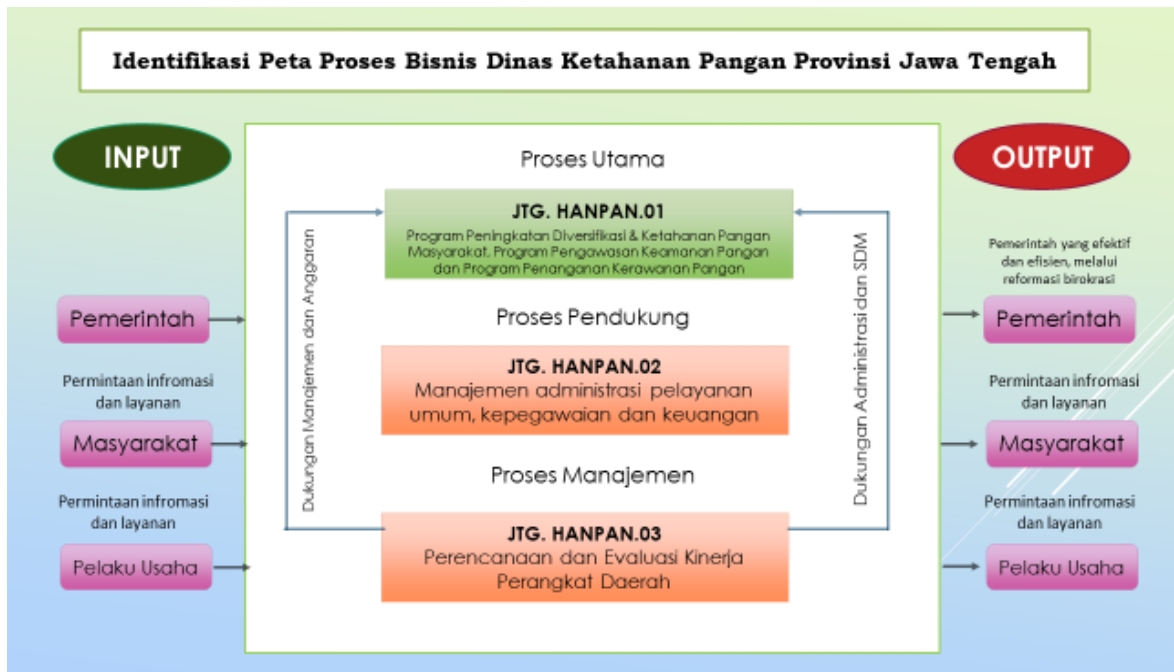 Identifikasi Peta Proses Bisnis Dinas Ketahanan Pangan Provinsi Jawa Tengah
INPUT
Pemerintah
Permintaan infromasi
dan layanan
Masyarakat
Permintaan infromasi
dan layanan
Pelaku Usaha
Dukungan Manajemen dan Anggaran
Proses Utama
JTG. HANPAN.01
Program Peningkatan Diversifikasi & Ketahanan Pangan
Masyarakat, Program Pengawasan Keamanan Pangan
dan Program Penanganan Kerawanan Pangan
Proses Pendukung
JTG. HANPAN.02
Manajemen administrasi pelayanan
umum, kepegawaian dan keuangan
Proses Manajemen
JTG. HANPAN.03
Perencanaan dan Evaluasi Kinerja
Perangkat Daerah
Dukungan Administrasi dan SDM
OUTPUT
Pemerintah yang efektif
dan efisien, melalui
reformasi birokrasi
Pemerintah
Permintaan infromasi
dan layanan
Masyarakat
Permintaan infromasi
dan layanan
Pelaku Usaha